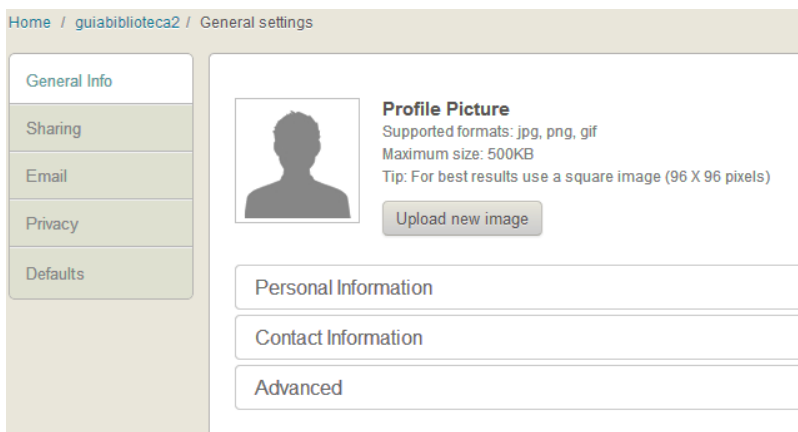 Home / guiabiblioteca2 / General settings
General Info
Sharing
Email
Privacy
Defaults
Profile Picture
Supported formats: jpg, png, gif
Maximum size: 500KB
Tip: For best results use a square image (96 X 96 pixels)
Upload new image
Personal Information
Contact Information
Advanced